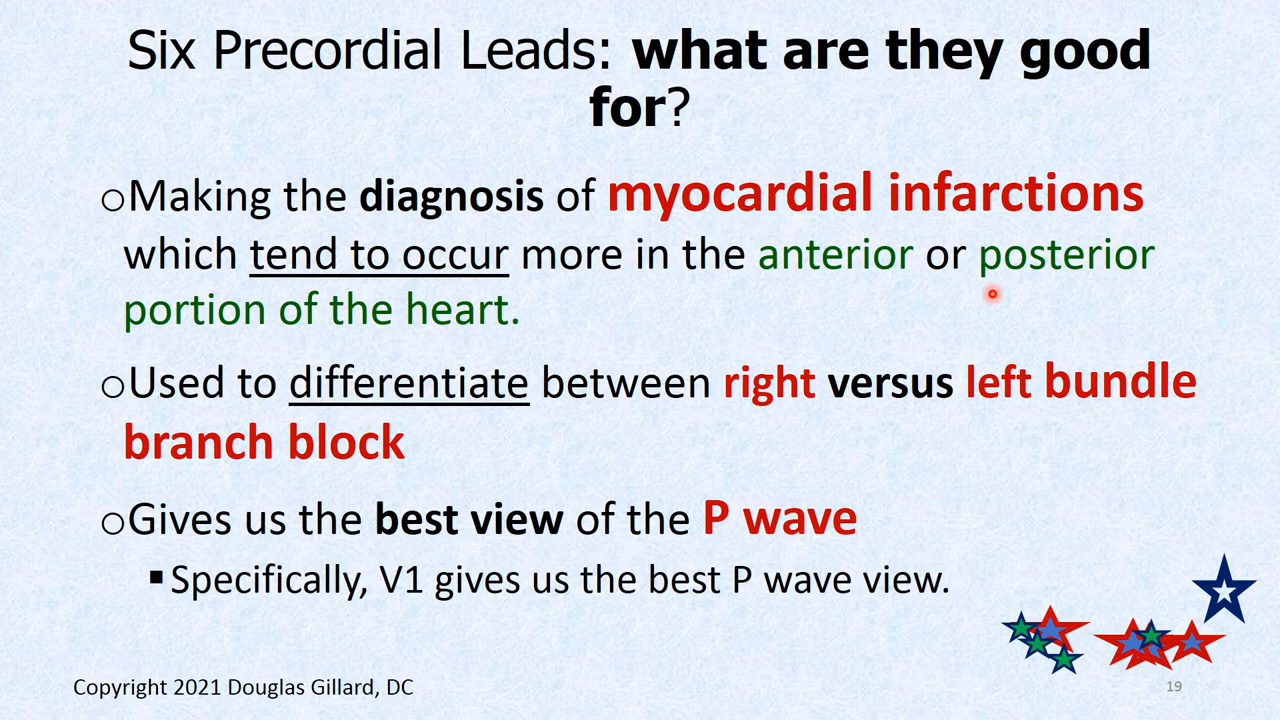 Six Precordial Leads: what are they good
for?
○Making the diagnosis of myocardial infarctions
which tend to occur more in the anterior or posterior
portion of the heart.
○Used to differentiate between right versus left bundle
branch block
○Gives us the best view of the P wave
▪Specifically, V1 gives us the best P wave view.
Copyright 2021 Douglas Gillard, DC
19